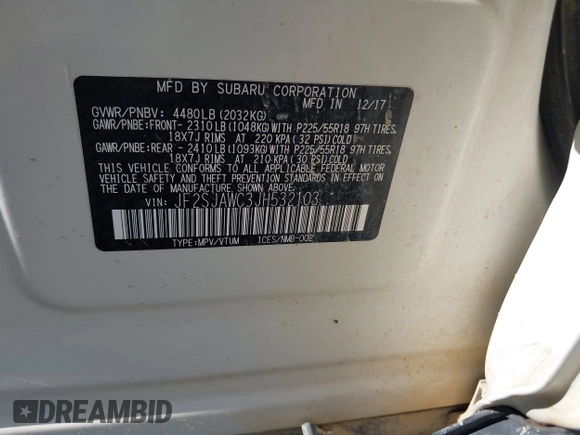 MFD BY SUBARU CORPORATION
MFD IN 12/17
GVWR/PNBV: 4480LB (2032KG)
GAWR/PNBE:FRONT- 2310LB (1048KG) WITH P225/55R18 97H TIRES,
18X7J RIMS AT 220 KPA (32 PSI) COLD
GAWR/PNBE:REAR - 2410LB (1093KG) WITH P225/55R18 97H TIRES,
18X7J RIMS AT 210 KPA (30 PSI) COLD
THIS VEHICLE CONFORMS TO ALL APPLICABLE FEDERAL MOTOR
VEHICLE SAFETY AND THEFT PREVENTION STANDARDS IN EFFECT
ON THE DATE OF MANUFACTURE SHOWN ABOVE.
VIN: JF2SJAWC3JH532103
TYPE:MPV/VTUM ICES/NMB-002
DREAMBID